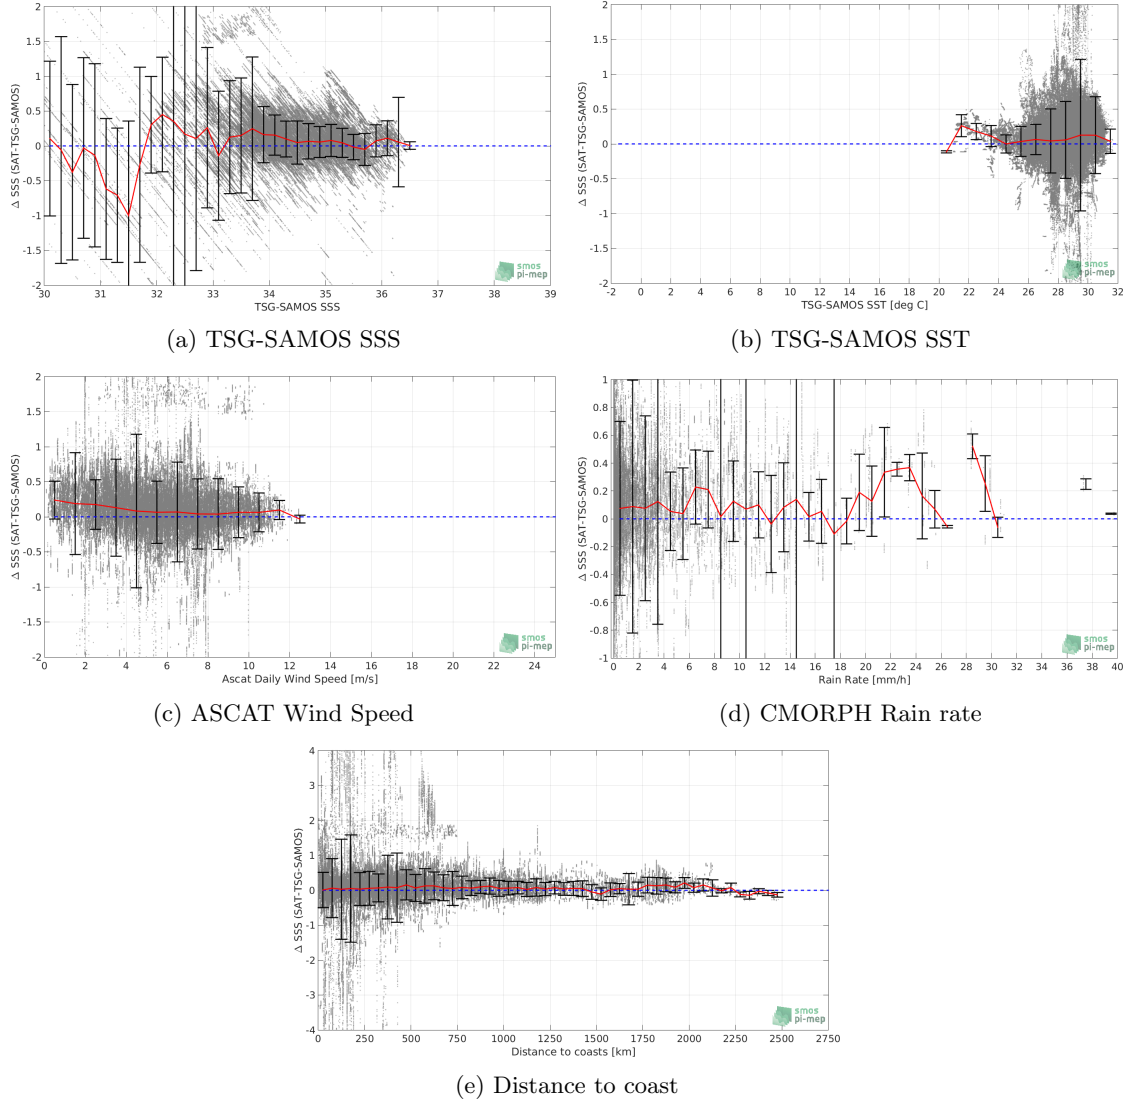 2
1.5
1
0.5
0
-0.5
-1
-1.5
-2
Δ SSS (SAT-TSG-SAMOS)
30 31 32 33 34 35 36 37 38 39
TSG-SAMOS SSS
smos
pi-mep
(a) TSG-SAMOS SSS
2
1.5
1
0.5
0
-0.5
-1
-1.5
-2
Δ SSS (SAT-TSG-SAMOS)
-2 0 2 4 6 8 10 12 14 16 18 20 22 24 26 28 30 32
TSG-SAMOS SST [deg C]
smos
pi-mep
(b) TSG-SAMOS SST
2
1.5
1
0.5
0
-0.5
-1
-1.5
-2
Δ SSS (SAT-TSG-SAMOS)
0 2 4 6 8 10 12 14 16 18 20 22 24
Ascat Daily Wind Speed [m/s]
smos
pi-mep
(c) ASCAT Wind Speed
1
0.8
0.6
0.4
0.2
0
-0.2
-0.4
-0.6
-0.8
-1
Δ SSS (SAT-TSG-SAMOS)
0 2 4 6 8 10 12 14 16 18 20 22 24 26 28 30 32 34 36 38 40
Rain Rate [mm/h]
smos
pi-mep
(d) CMORPH Rain rate
4
3
2
1
0
-1
-2
-3
-4
Δ SSS (SAT-TSG-SAMOS)
0 250 500 750 1000 1250 1500 1750 2000 2250 2500 2750
Distance to coasts [km]
smos
pi-mep
(e) Distance to coast